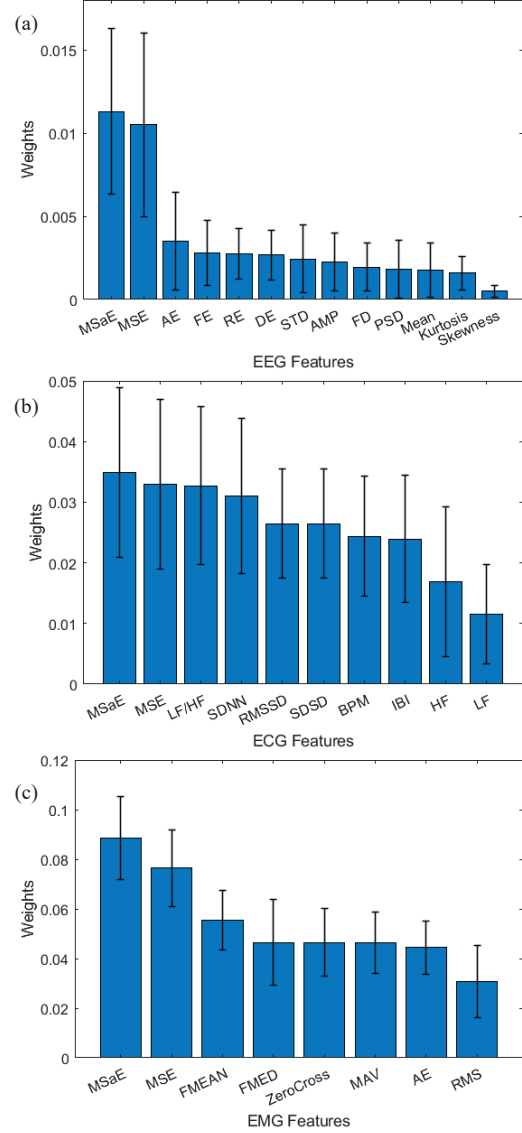 (a)
0.015
0.01
0.005
0
Weights
MSaE MSE AE FE RE DE STD AMP FD PSD Mean Kurtosis Skewness
EEG Features
(b)
0.05
0.04
0.03
0.02
0.01
0
Weights
MSaE MSE LF/HF SDNN RMSSD SDSD BPM IBI HF LF
ECG Features
(c)
0.12
0.1
0.08
0.06
0.04
0.02
0
Weights
MSaE MSE FMEAN FMED ZeroCross MAV AE RMS
EMG Features